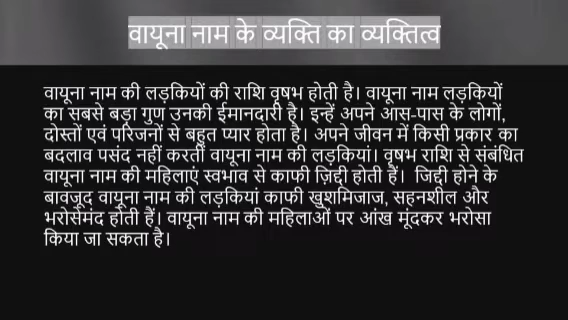 वायूना नाम के व्यक्ति का व्यक्तित्व
वायूना नाम की लड़कियों की राशि वृषभ होती है। वायूना नाम लड़कियों
का सबसे बड़ा गुण उनकी ईमानदारी है। इन्हें अपने आस-पास के लोगों,
दोस्तों एवं परिजनों से बहुत प्यार होता है। अपने जीवन में किसी प्रकार का
बदलाव पसंद नहीं करतीं वायूना नाम की लड़कियां। वृषभ राशि से संबंधित
वायूना नाम की महिलाएं स्वभाव से काफी ज़िद्दी होती हैं।  जिद्दी होने के
बावजूद वायूना नाम की लड़कियां काफी खुशमिजाज, सहनशील और
भरोसेमंद होती हैं। वायूना नाम की महिलाओं पर आंख मूंदकर भरोसा
किया जा सकता है।